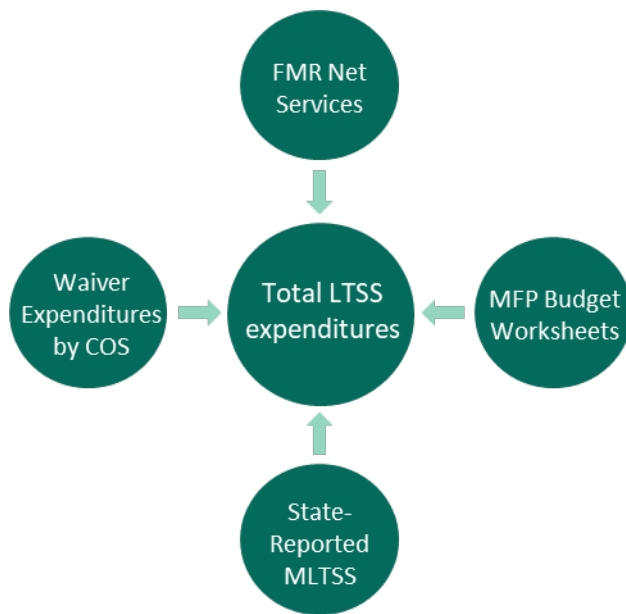 FMR Net
Services
Waiver
Expenditures
by COS
Total LTSS
expenditures
MFP Budget
Worksheets
State-
Reported
MLTSS